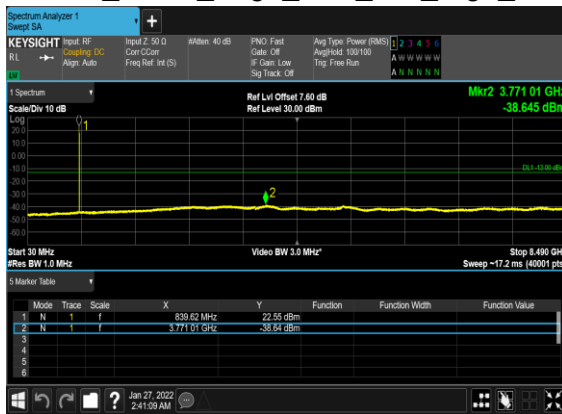 Spectrum Analyzer 1
Swept SA
+
KEYSIGHT Input: RF Input Z: 50 Ω #Atten: 40 dB PNO: Fast Avg Type: Power (RMS) 1 2 3 4 5 6
RL Coupling: DC Corr CCorr Gate: Off Avg|Hold: 100/100 A W W W W W
Align: Auto Freq Ref: Int (S) IF Gain: Low Trig: Free Run
Sig Track: Off A N N N N N
1 Spectrum
Ref Lvl Offset 7.60 dB Mkr2 3.771 01 GHz
Scale/Div 10 dB Ref Level 30.00 dBm -38.645 dBm
Log
20.0
10.0
0.00
-10.0
-20.0
-30.0
-40.0
-50.0
-60.0
1
DL1 -13.00 dBm
2
Start 30 MHz Video BW 3.0 MHz* Stop 8.490 GHz
#Res BW 1.0 MHz Sweep ~17.2 ms (40001 pts)
5 Marker Table
Mode Trace Scale X Y Function Function Width Function Value
1 N 1 f 839.62 MHz 22.55 dBm
2 N 1 f 3.771 01 GHz -38.64 dBm
3
4
5
6
? Jan 27, 2022
2:41:09 AM